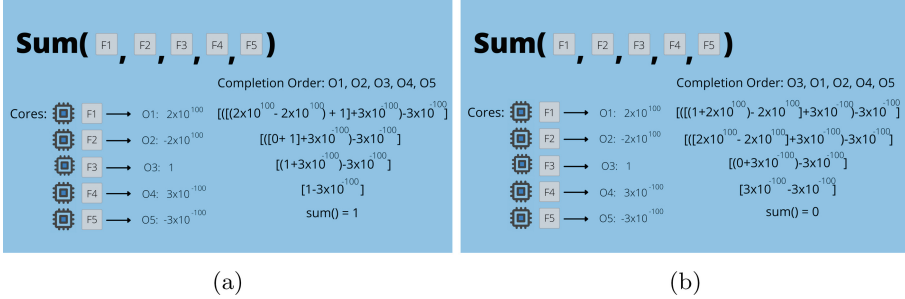 Sum( F1 , F2 , F3 , F4 , F5 )
Completion Order: O1, O2, O3, O4, O5
Cores: F1 O1: 2x10^100 [([((2x10^100 - 2x10^100) + 1]+3x10^-100)-3x10^-100]
F2 O2: -2x10^100 [([0+ 1]+3x10^-100)-3x10^-100]
F3 O3: 1 [(1+3x10^-100)-3x10^-100]
F4 O4: 3x10^-100 [1-3x10^-100]
F5 O5: -3x10^-100 sum() = 1
(a)
Sum( F1 , F2 , F3 , F4 , F5 )
Completion Order: O3, O1, O2, O4, O5
Cores: F1 O1: 2x10^100 [([((1+2x10^100)- 2x10^100]+3x10^-100)-3x10^-100]
F2 O2: -2x10^100 [([2x10^100 - 2x10^100]+3x10^-100)-3x10^-100]
F3 O3: 1 [(0+3x10^-100)-3x10^-100]
F4 O4: 3x10^-100 [3x10^-100-3x10^-100]
F5 O5: -3x10^-100 sum() = 0
(b)